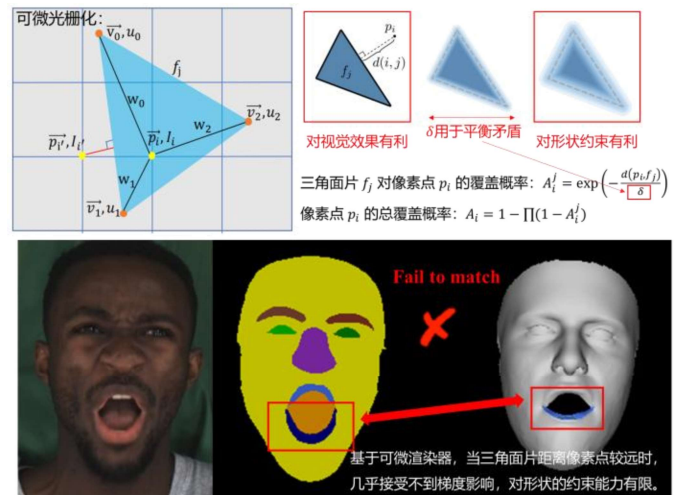 可微光栅化:
v₀, u₀
fⱼ
w₀
v₂, u₂
w₂
pᵢ′, Iᵢ′
pᵢ, Iᵢ
w₁
v₁, u₁
pᵢ
d(i, j)
fⱼ
对视觉效果有利
δ用于平衡矛盾
对形状约束有利
三角面片 fⱼ 对像素点 pᵢ 的覆盖概率：Aᵢʲ = exp(−d(pᵢ,fⱼ)/δ)
像素点 pᵢ 的总覆盖概率：Aᵢ = 1 − ∏(1 − Aᵢʲ)
Fail to match
基于可微渲染器，当三角面片距离像素点较远时，
几乎接受不到梯度影响，对形状的约束能力有限。